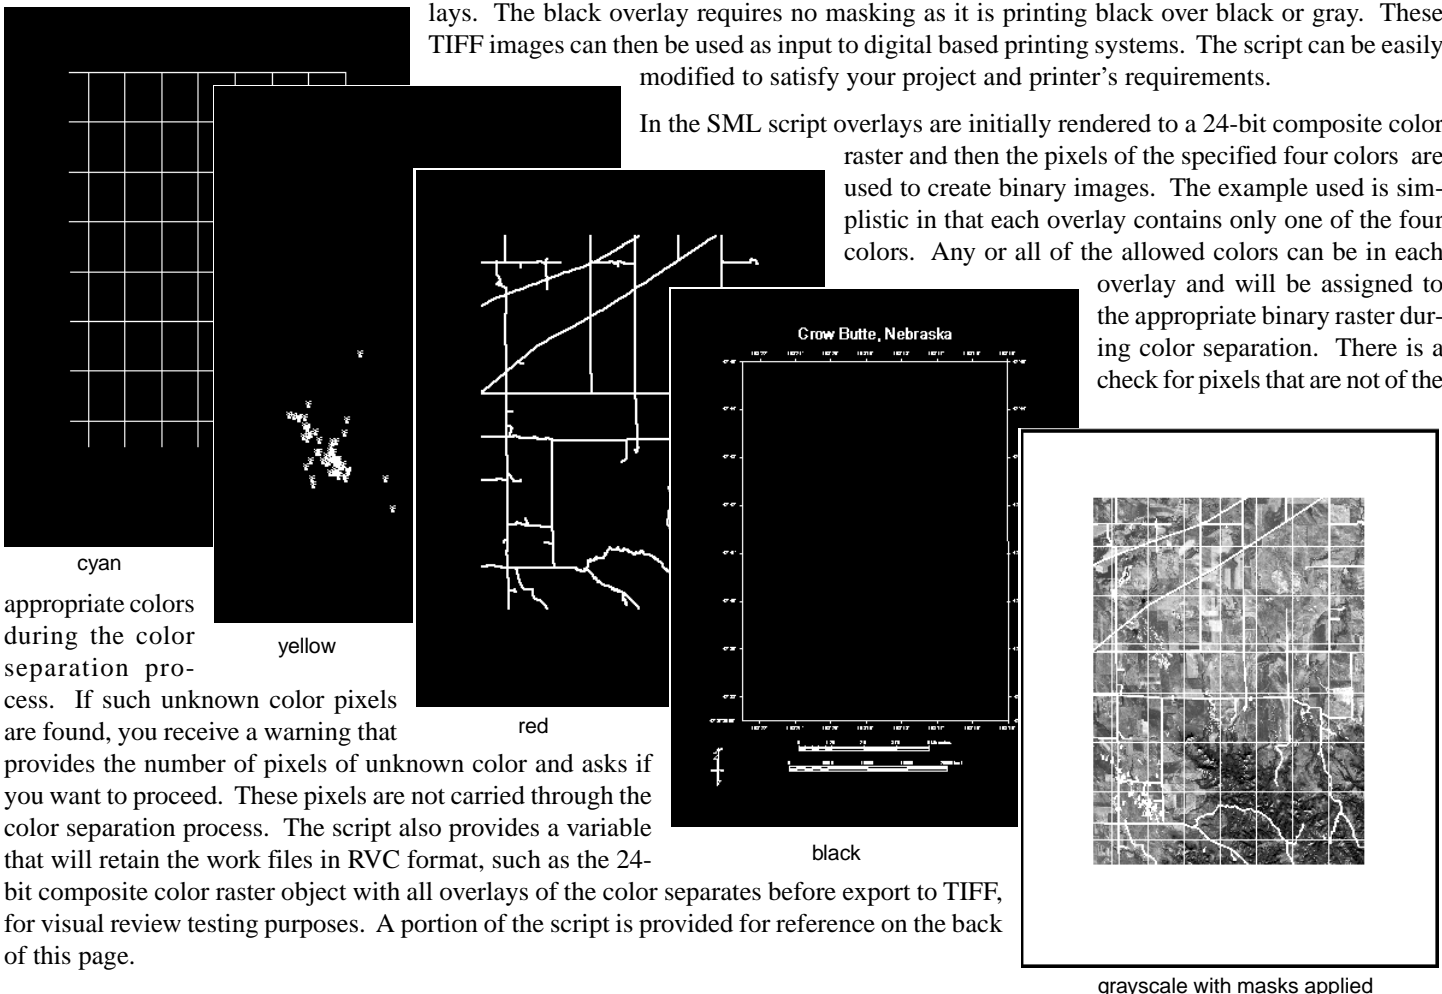 lays. The black overlay requires no masking as it is printing black over black or gray. These
TIFF images can then be used as input to digital based printing systems. The script can be easily
modified to satisfy your project and printer's requirements.
In the SML script overlays are initially rendered to a 24-bit composite color
raster and then the pixels of the specified four colors are
used to create binary images. The example used is sim-
plistic in that each overlay contains only one of the four
colors. Any or all of the allowed colors can be in each
overlay and will be assigned to
the appropriate binary raster dur-
ing color separation. There is a
check for pixels that are not of the
appropriate colors
during the color
separation pro-
cess. If such unknown color pixels
are found, you receive a warning that
provides the number of pixels of unknown color and asks if
you want to proceed. These pixels are not carried through the
color separation process. The script also provides a variable
that will retain the work files in RVC format, such as the 24-
bit composite color raster object with all overlays of the color separates before export to TIFF,
for visual review testing purposes. A portion of the script is provided for reference on the back
of this page.
cyan
yellow
red
Crow Butte, Nebraska
black
grayscale with masks applied